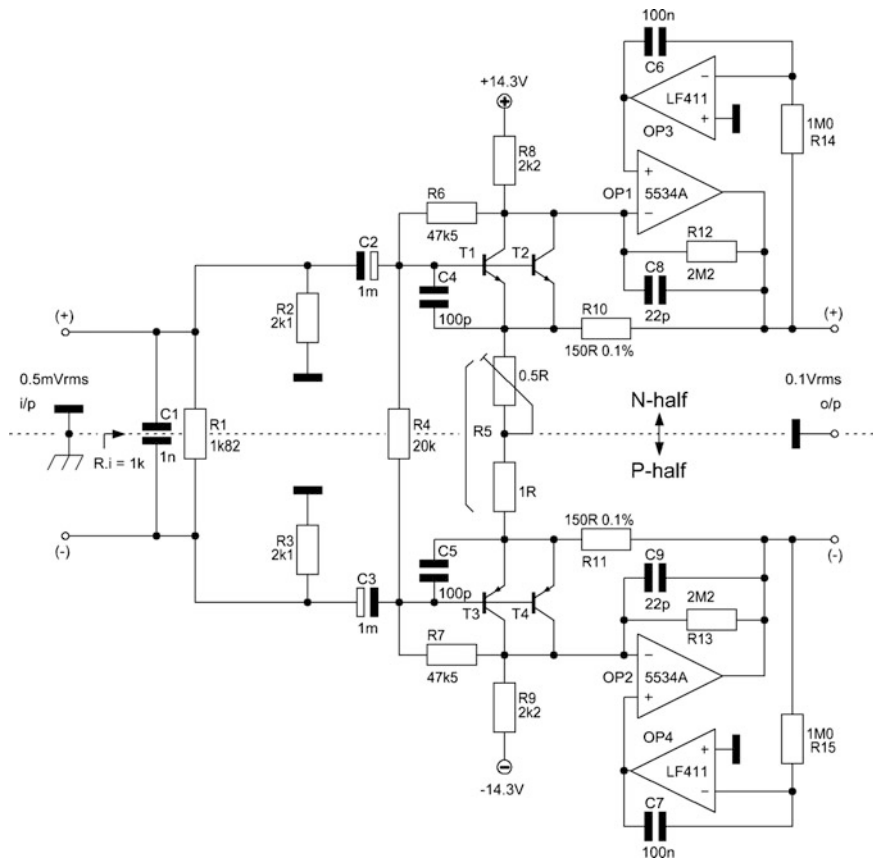 100n
C6
LF411
OP3
1M0
R14
+14.3V
R8
2k2
OP1
5534A
R6
47k5
R12
2M2
C8
22p
C2
1m
T1
T2
C4
100p
R10
150R 0.1%
R2
2k1
(+)
(+)
0.5mVrms
i/p
C1
1n
R.i = 1k
R1
1k82
R4
20k
R5
0.5R
1R
N-half
P-half
0.1Vrms
o/p
(-)
(-)
R3
2k1
C3
1m
C5
100p
T3
T4
150R 0.1%
R11
C9
22p
2M2
R13
R7
47k5
R9
2k2
-14.3V
OP2
5534A
OP4
LF411
1M0
R15
C7
100n
+
−
+
−
−
+
+
−